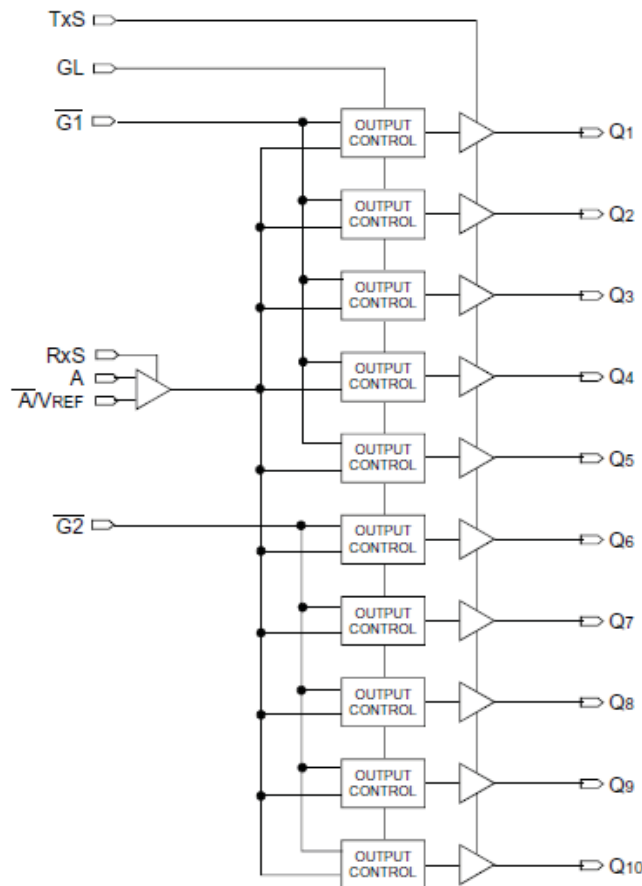 TxS
GL
G1
OUTPUT
CONTROL
Q1
OUTPUT
CONTROL
Q2
OUTPUT
CONTROL
Q3
RxS
A
A/VREF
OUTPUT
CONTROL
Q4
OUTPUT
CONTROL
Q5
G2
OUTPUT
CONTROL
Q6
OUTPUT
CONTROL
Q7
OUTPUT
CONTROL
Q8
OUTPUT
CONTROL
Q9
OUTPUT
CONTROL
Q10